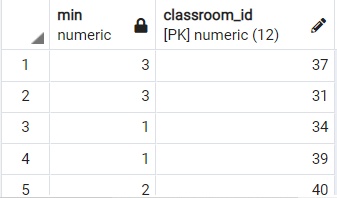 min classroom_id
numeric [PK] numeric (12)
1 3 37
2 3 31
3 1 34
4 1 39
5 2 40